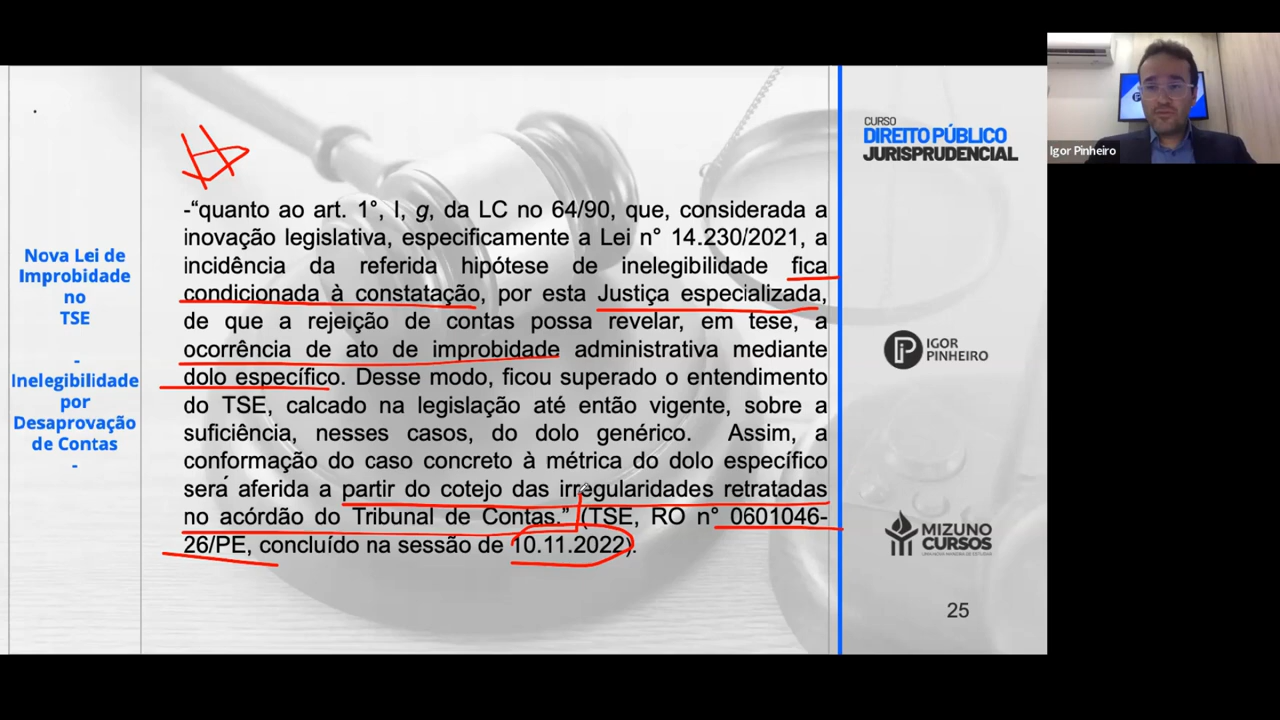 Nova Lei de
Improbidade
no
TSE
-
Inelegibilidade
por
Desaprovação
de Contas
-
-“quanto ao art. 1°, I, g, da LC no 64/90, que, considerada a
inovação legislativa, especificamente a Lei n° 14.230/2021, a
incidência da referida hipótese de inelegibilidade fica
condicionada à constatação, por esta Justiça especializada,
de que a rejeição de contas possa revelar, em tese, a
ocorrência de ato de improbidade administrativa mediante
dolo específico. Desse modo, ficou superado o entendimento
do TSE, calcado na legislação até então vigente, sobre a
suficiência, nesses casos, do dolo genérico. Assim, a
conformação do caso concreto à métrica do dolo específico
será aferida a partir do cotejo das irregularidades retratadas
no acórdão do Tribunal de Contas.” (TSE, RO n° 0601046-
26/PE, concluído na sessão de 10.11.2022).
CURSO
DIREITO PÚBLICO
JURISPRUDENCIAL
IGOR
PINHEIRO
MIZUNO
CURSOS
25
Igor Pinheiro